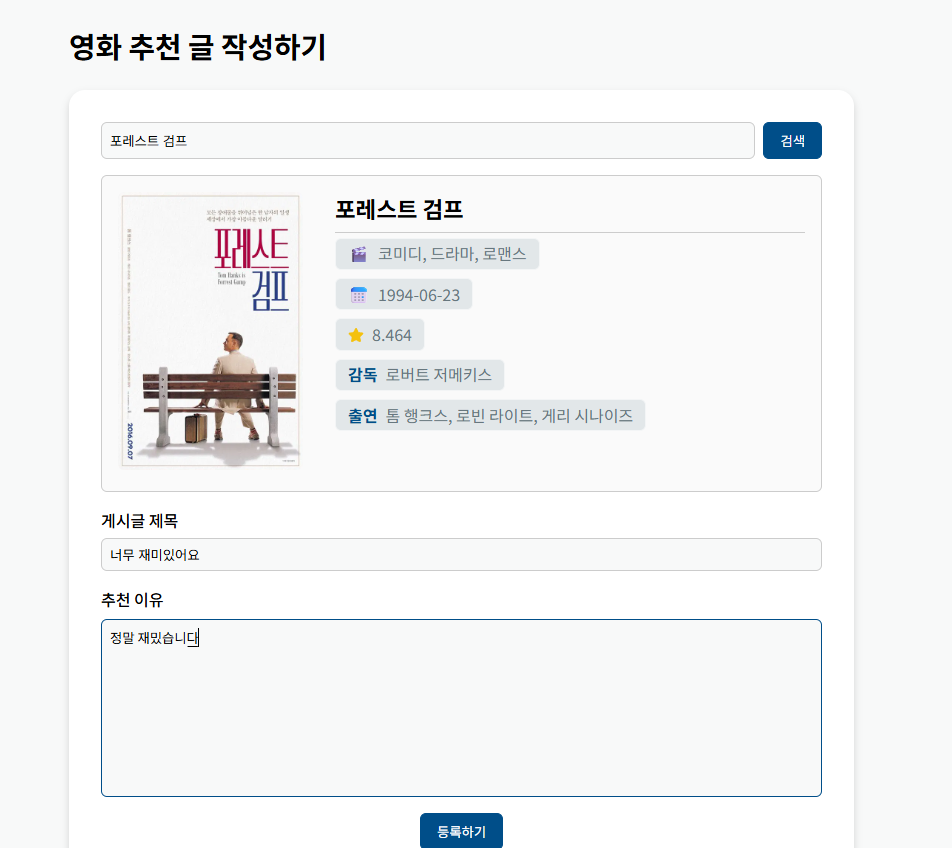 영화 추천 글 작성하기
포레스트 검프
검색
포레스트 검프
포레스트
Tom Hanks is
Forrest Gump
검프
2016.09.07
코미디, 드라마, 로맨스
1994-06-23
8.464
감독 로버트 저메키스
출연 톰 행크스, 로빈 라이트, 게리 시나이즈
게시글 제목
너무 재미있어요
추천 이유
정말 재밌습니다
등록하기